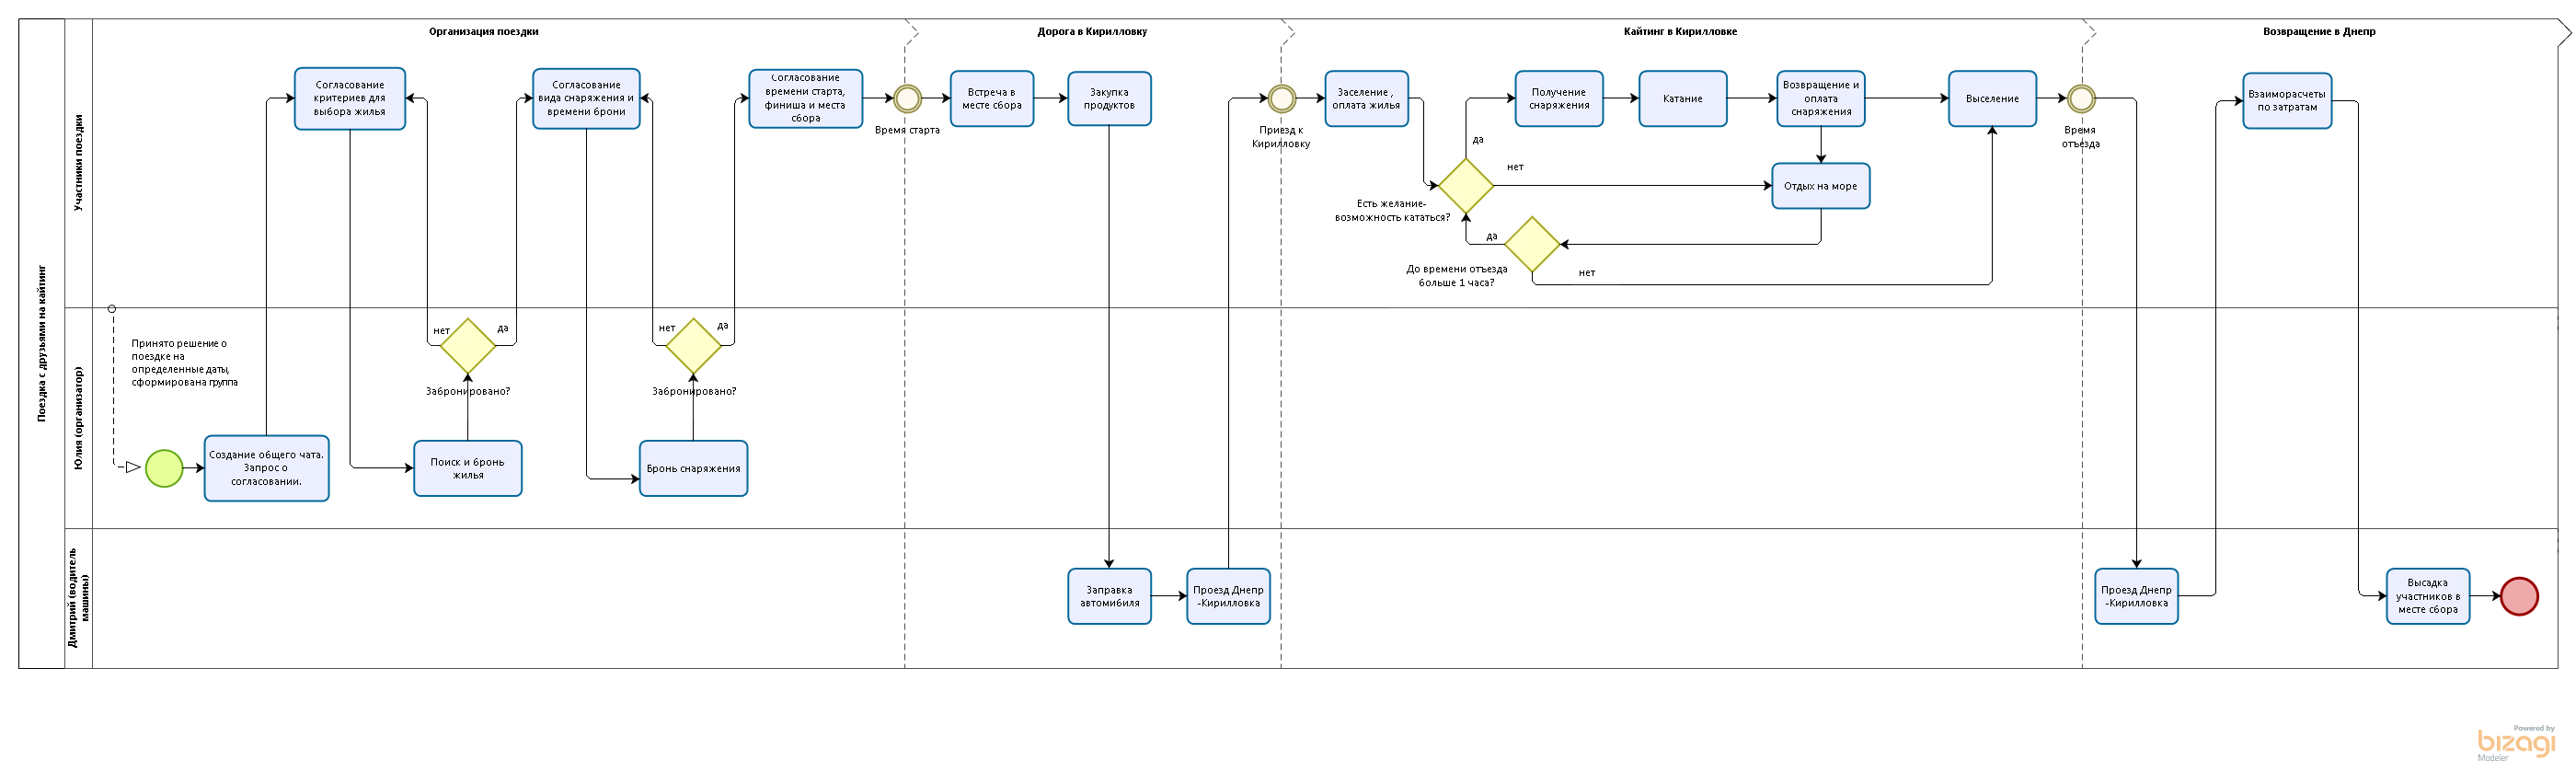 Поездка с друзьями на кайтинг
Участники поездки
Юлия (организатор)
Дмитрий (водитель
машины)
Организация поездки
Дорога в Кирилловку
Кайтинг в Кирилловке
Возвращение в Днепр
Согласование
критериев для
выбора жилья
Согласование
вида снаряжения и
времени брони
Согласование
времени старта,
финиша и места
сбора
Время старта
Встреча в
месте сбора
Закупка
продуктов
Приезд к
Кирилловку
Заселение ,
оплата жилья
Есть желание-
возможность кататься?
да
нет
Получение
снаряжения
Катание
Возвращение и
оплата
снаряжения
Отдых на море
До времени отъезда
больше 1 часа?
да
нет
Выселение
Время
отъезда
Взаиморасчеты
по затратам
Принято решение о
поездке на
определенные даты,
сформирована группа
Создание общего чата.
Запрос о
согласовании.
нет
да
Забронировано?
Поиск и бронь
жилья
нет
да
Забронировано?
Бронь снаряжения
Заправка
автомибиля
Проезд Днепр
-Кирилловка
Проезд Днепр
-Кирилловка
Высадка
участников в
месте сбора
Powered by
bizagi
Modeler